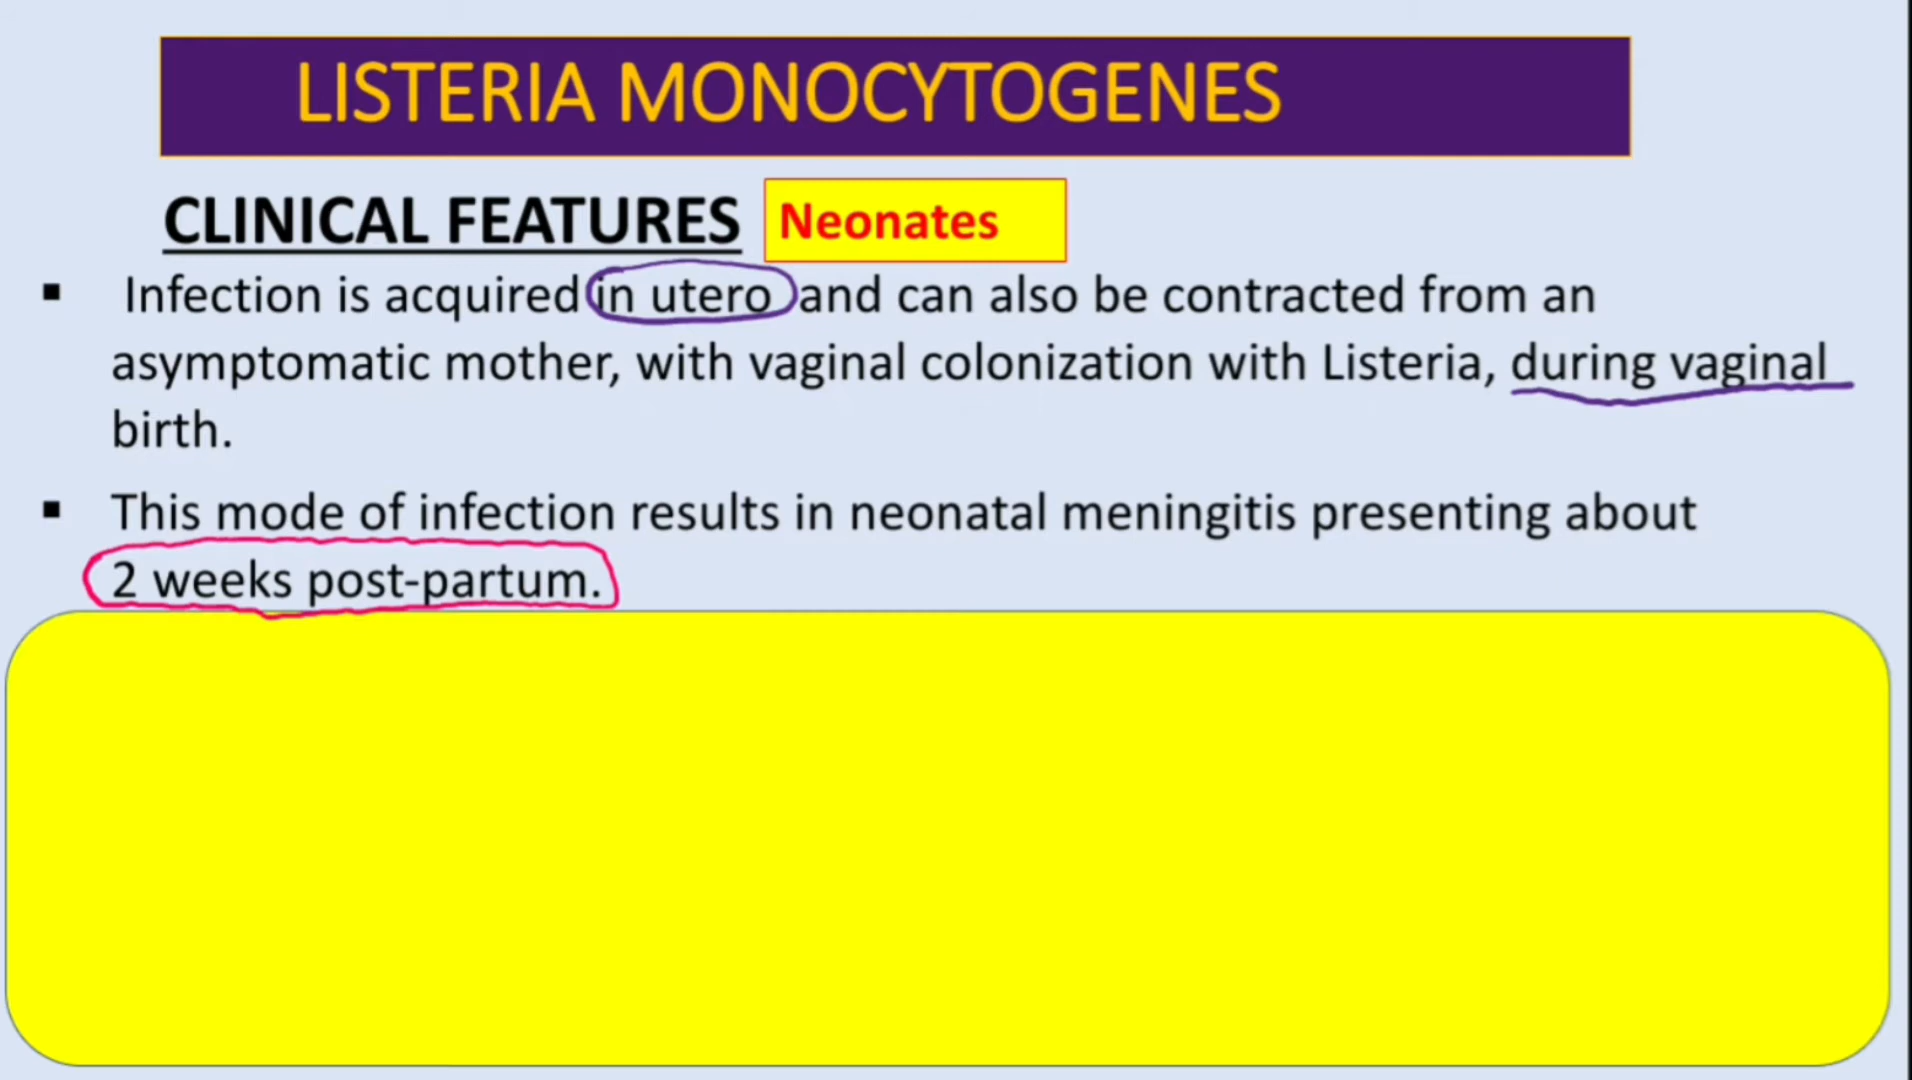 LISTERIA MONOCYTOGENES
CLINICAL FEATURES Neonates
▪ Infection is acquired in utero and can also be contracted from an
asymptomatic mother, with vaginal colonization with Listeria, during vaginal
birth.
▪ This mode of infection results in neonatal meningitis presenting about
2 weeks post-partum.